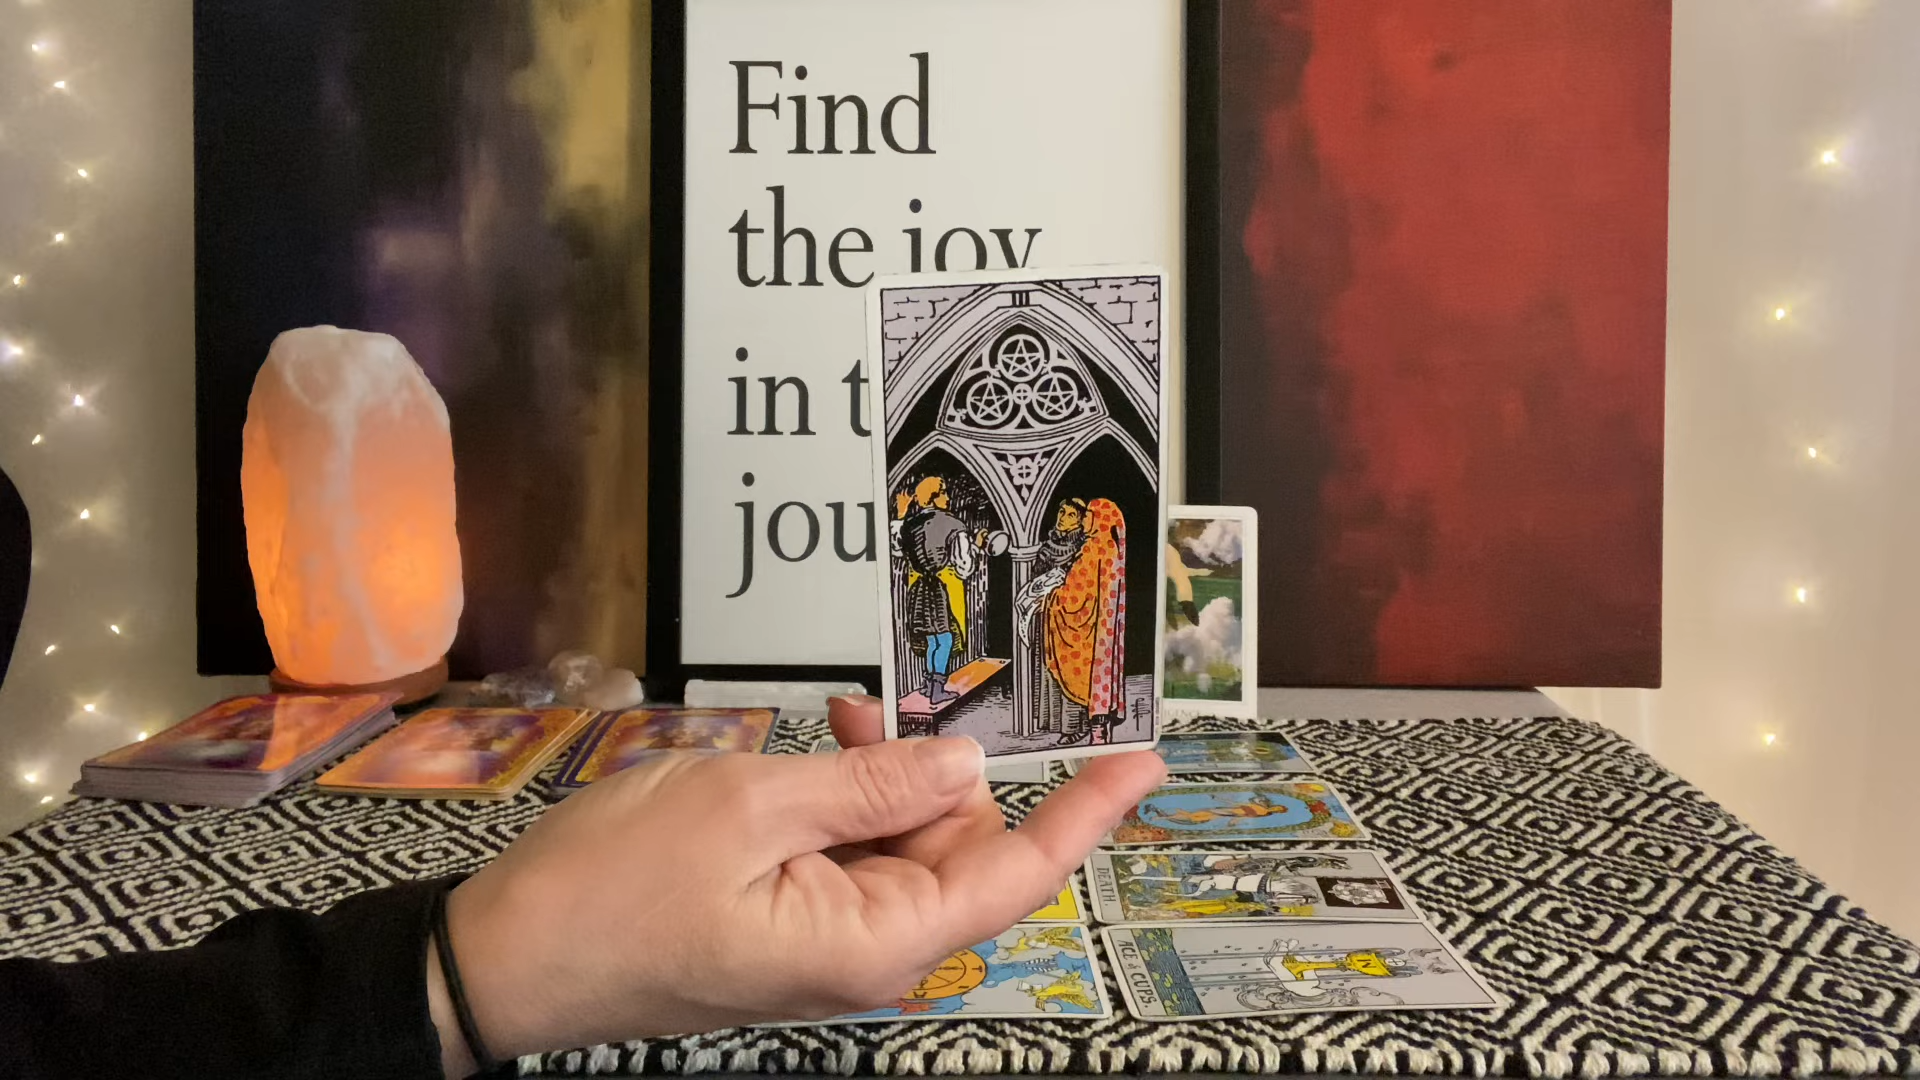 Find
the joy
in t
jou
III
DEATH.
ACE of CUPS.